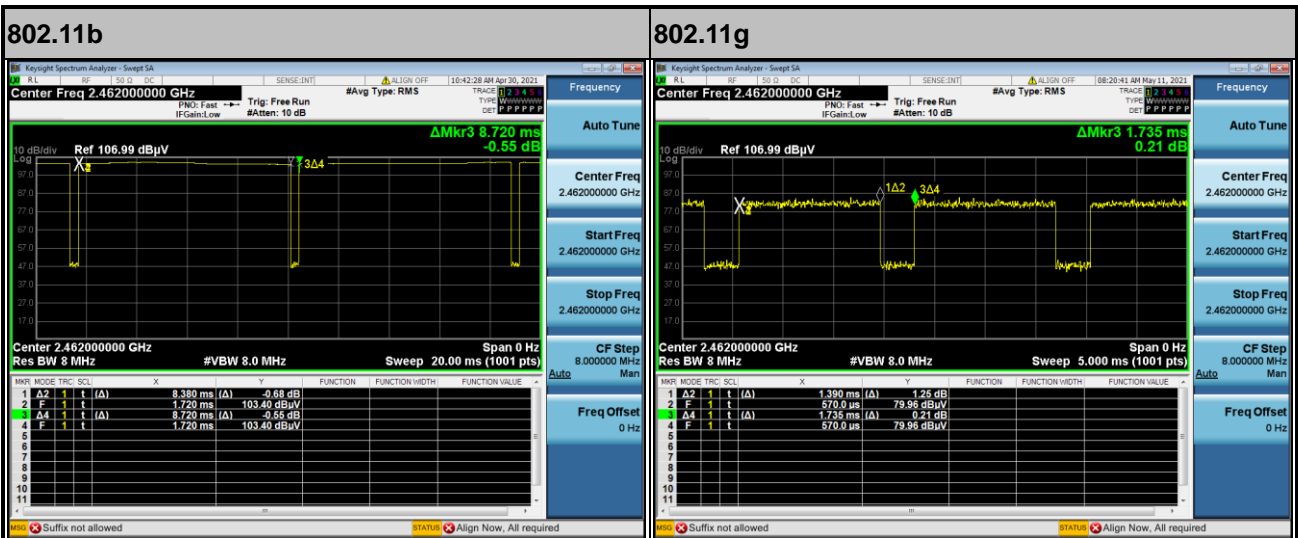 802.11b
Keysight Spectrum Analyzer - Swept SA
RL RF 50 Ω DC SENSE:INT ALIGN OFF 10:42:28 AM Apr 30, 2021
Center Freq 2.462000000 GHz #Avg Type: RMS TRACE 1 2 3 4 5 6
PNO: Fast Trig: Free Run TYPE WWWWWW
IFGain:Low #Atten: 10 dB DET P P P P P P
ΔMkr3 8.720 ms
-0.55 dB
10 dB/div Ref 106.99 dBµV
Log
97.0
87.0
77.0
67.0
57.0
47.0
37.0
27.0
17.0
3Δ4
Center 2.462000000 GHz Span 0 Hz
Res BW 8 MHz #VBW 8.0 MHz Sweep 20.00 ms (1001 pts)
MKR MODE TRC SCL X Y FUNCTION FUNCTION WIDTH FUNCTION VALUE
1 Δ2 1 t (Δ) 8.380 ms (Δ) -0.68 dB
2 F 1 t 1.720 ms 103.40 dBµV
3 Δ4 1 t (Δ) 8.720 ms (Δ) -0.55 dB
4 F 1 t 1.720 ms 103.40 dBµV
5
6
7
8
9
10
11
MSG Suffix not allowed STATUS Align Now, All required
Frequency
Auto Tune
Center Freq
2.462000000 GHz
Start Freq
2.462000000 GHz
Stop Freq
2.462000000 GHz
CF Step
8.000000 MHz
Auto Man
Freq Offset
0 Hz
802.11g
Keysight Spectrum Analyzer - Swept SA
RL RF 50 Ω DC SENSE:INT ALIGN OFF 08:20:41 AM May 11, 2021
Center Freq 2.462000000 GHz #Avg Type: RMS TRACE 1 2 3 4 5 6
PNO: Fast Trig: Free Run TYPE WWWWWW
IFGain:Low #Atten: 10 dB DET P P P P P P
ΔMkr3 1.735 ms
0.21 dB
10 dB/div Ref 106.99 dBµV
Log
97.0
87.0
77.0
67.0
57.0
47.0
37.0
27.0
17.0
1Δ2 3Δ4
Center 2.462000000 GHz Span 0 Hz
Res BW 8 MHz #VBW 8.0 MHz Sweep 5.000 ms (1001 pts)
MKR MODE TRC SCL X Y FUNCTION FUNCTION WIDTH FUNCTION VALUE
1 Δ2 1 t (Δ) 1.390 ms (Δ) 1.25 dB
2 F 1 t 570.0 µs 79.96 dBµV
3 Δ4 1 t (Δ) 1.735 ms (Δ) 0.21 dB
4 F 1 t 570.0 µs 79.96 dBµV
5
6
7
8
9
10
11
MSG Suffix not allowed STATUS Align Now, All required
Frequency
Auto Tune
Center Freq
2.462000000 GHz
Start Freq
2.462000000 GHz
Stop Freq
2.462000000 GHz
CF Step
8.000000 MHz
Auto Man
Freq Offset
0 Hz